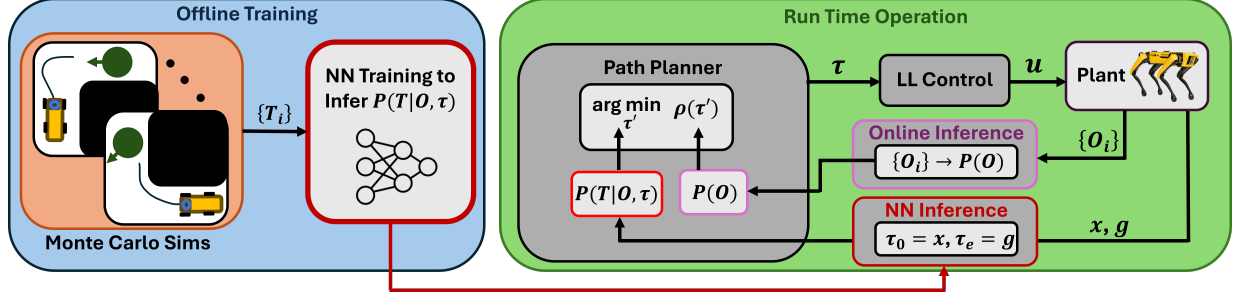 Offline Training
{T_i}
NN Training to
Infer P(T|O, τ)
Monte Carlo Sims
Run Time Operation
Path Planner
arg min ρ(τ′)
τ′
P(T|O, τ)
P(O)
τ
LL Control
u
Plant
Online Inference
{O_i} → P(O)
{O_i}
NN Inference
τ_0 = x, τ_e = g
x, g